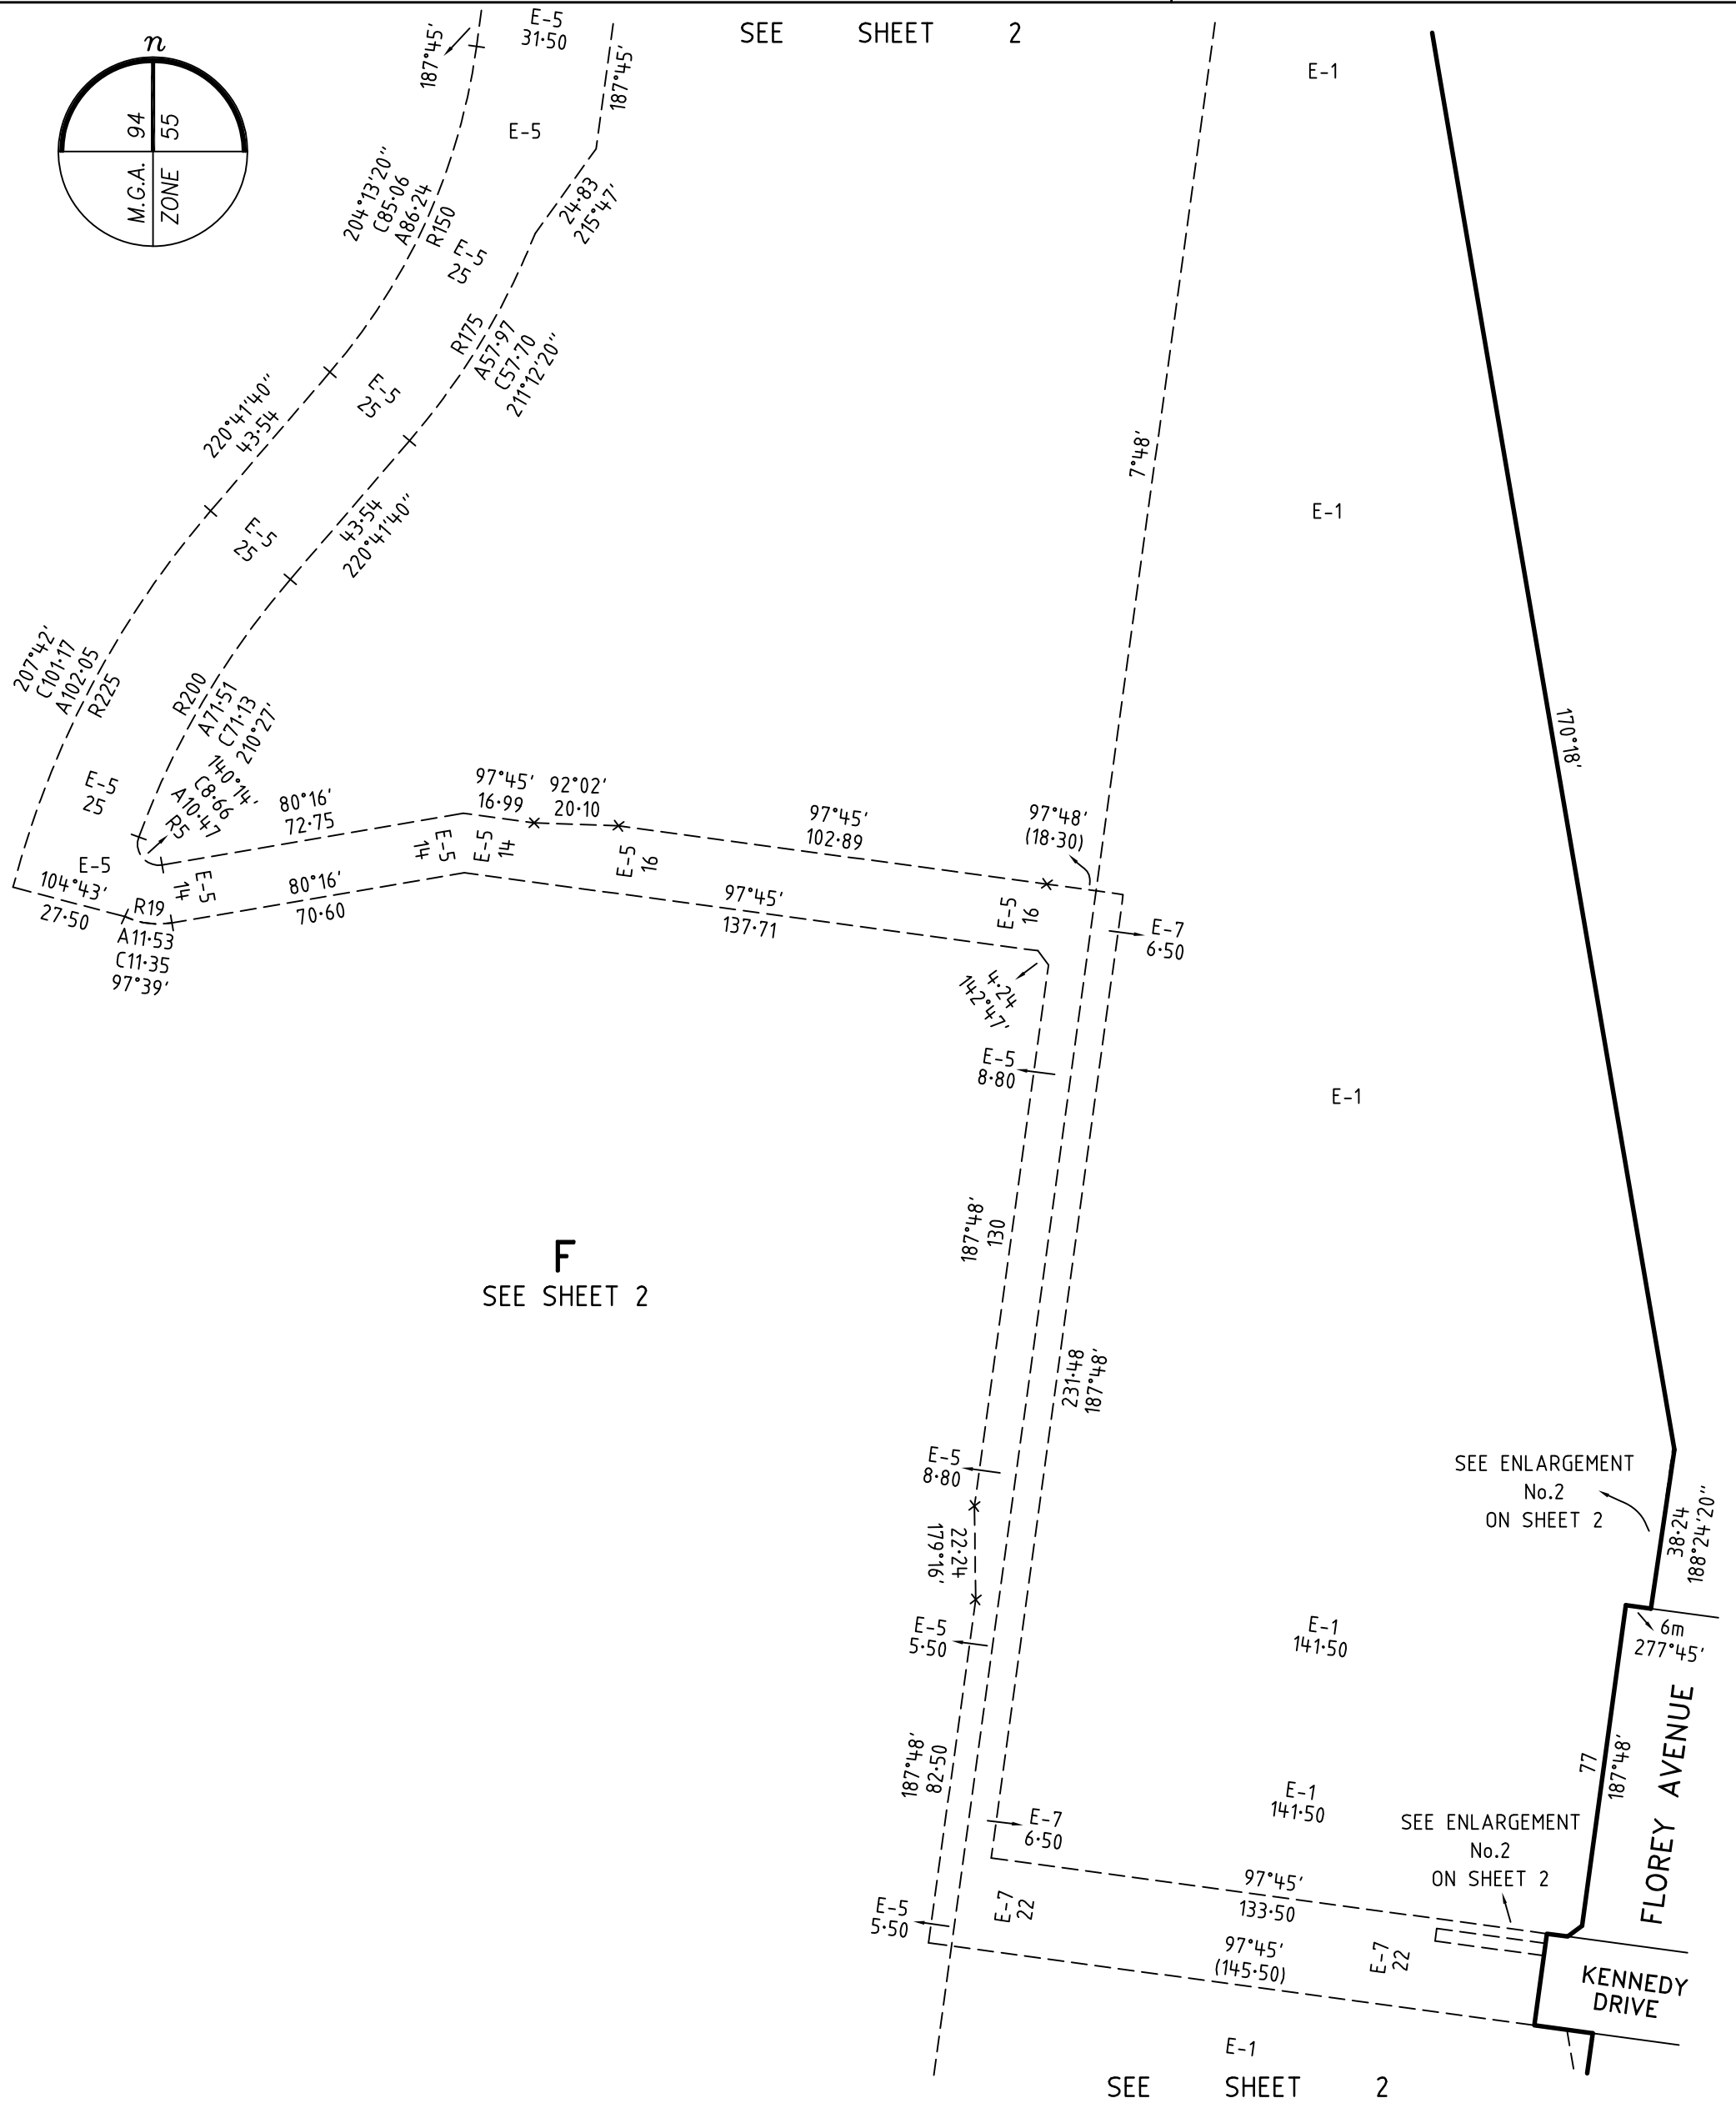 SEE SHEET 2
n
M.G.A. 94
ZONE 55
187°45'
E-5
31·50
187°45'
E-5
E-1
204°13'20"
C85·06
A86·24
R150
24·83
215°47'
E-5
25
R175
A57·97
C57·70
211°12'20"
220°41'40"
43·54
E-5
25
7°48'
43·54
220°41'40"
E-5
25
E-1
207°42'
C101·17
A102·05
R225
R200
A71·51
C71·13
210°27'
170°18'
E-5
25
140°14'
C8·66
A10·47
R5
80°16'
72·75
97°45'
16·99
92°02'
20·10
97°45'
102·89
97°48'
(18·30)
E-5
14
E-5
14
E-5
16
E-5
104°43'
27·50
E-5
14
R19
A11·53
C11·35
97°39'
80°16'
70·60
97°45'
137·71
E-5
16
E-7
6·50
4·24
142°47'
E-5
8·80
E-1
187°48'
130
F
SEE SHEET 2
231·48
187°48'
E-5
8·80
SEE ENLARGEMENT
No.2
ON SHEET 2
38·24
188°24'20"
22·24
179°16'
E-5
5·50
E-1
141·50
6m
277°45'
187°48'
82·50
77
187°48'
FLOREY AVENUE
E-1
141·50
E-7
6·50
SEE ENLARGEMENT
No.2
ON SHEET 2
97°45'
133·50
E-7
22
E-5
5·50
97°45'
(145·50)
E-7
22
KENNEDY
DRIVE
E-1
SEE SHEET 2